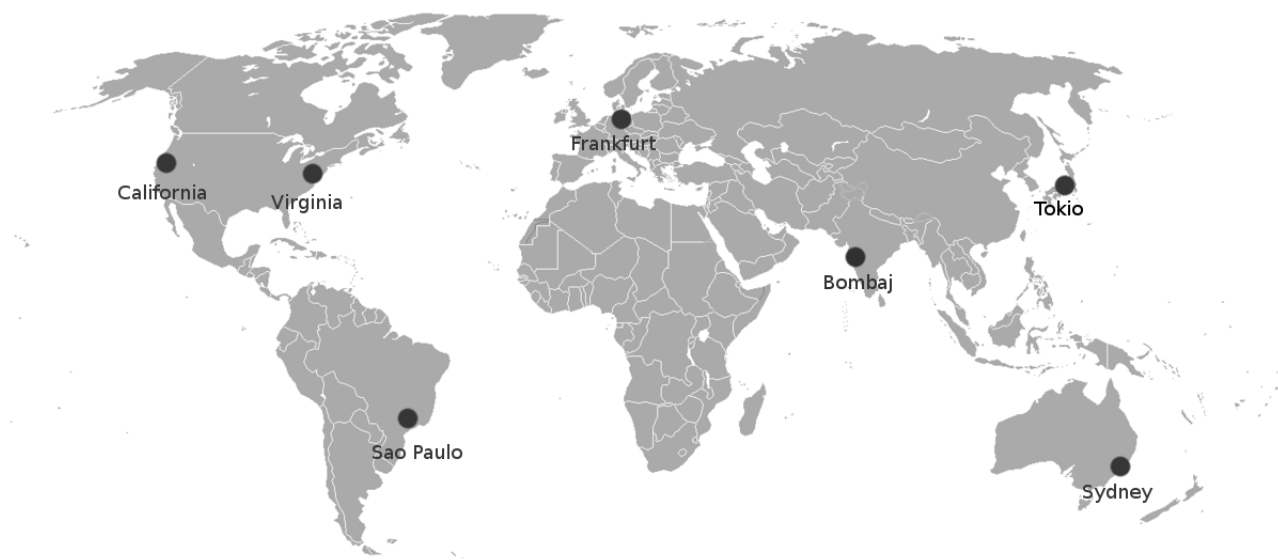 Frankfurt
California
Virginia
Tokio
Bombaj
Sao Paulo
Sydney